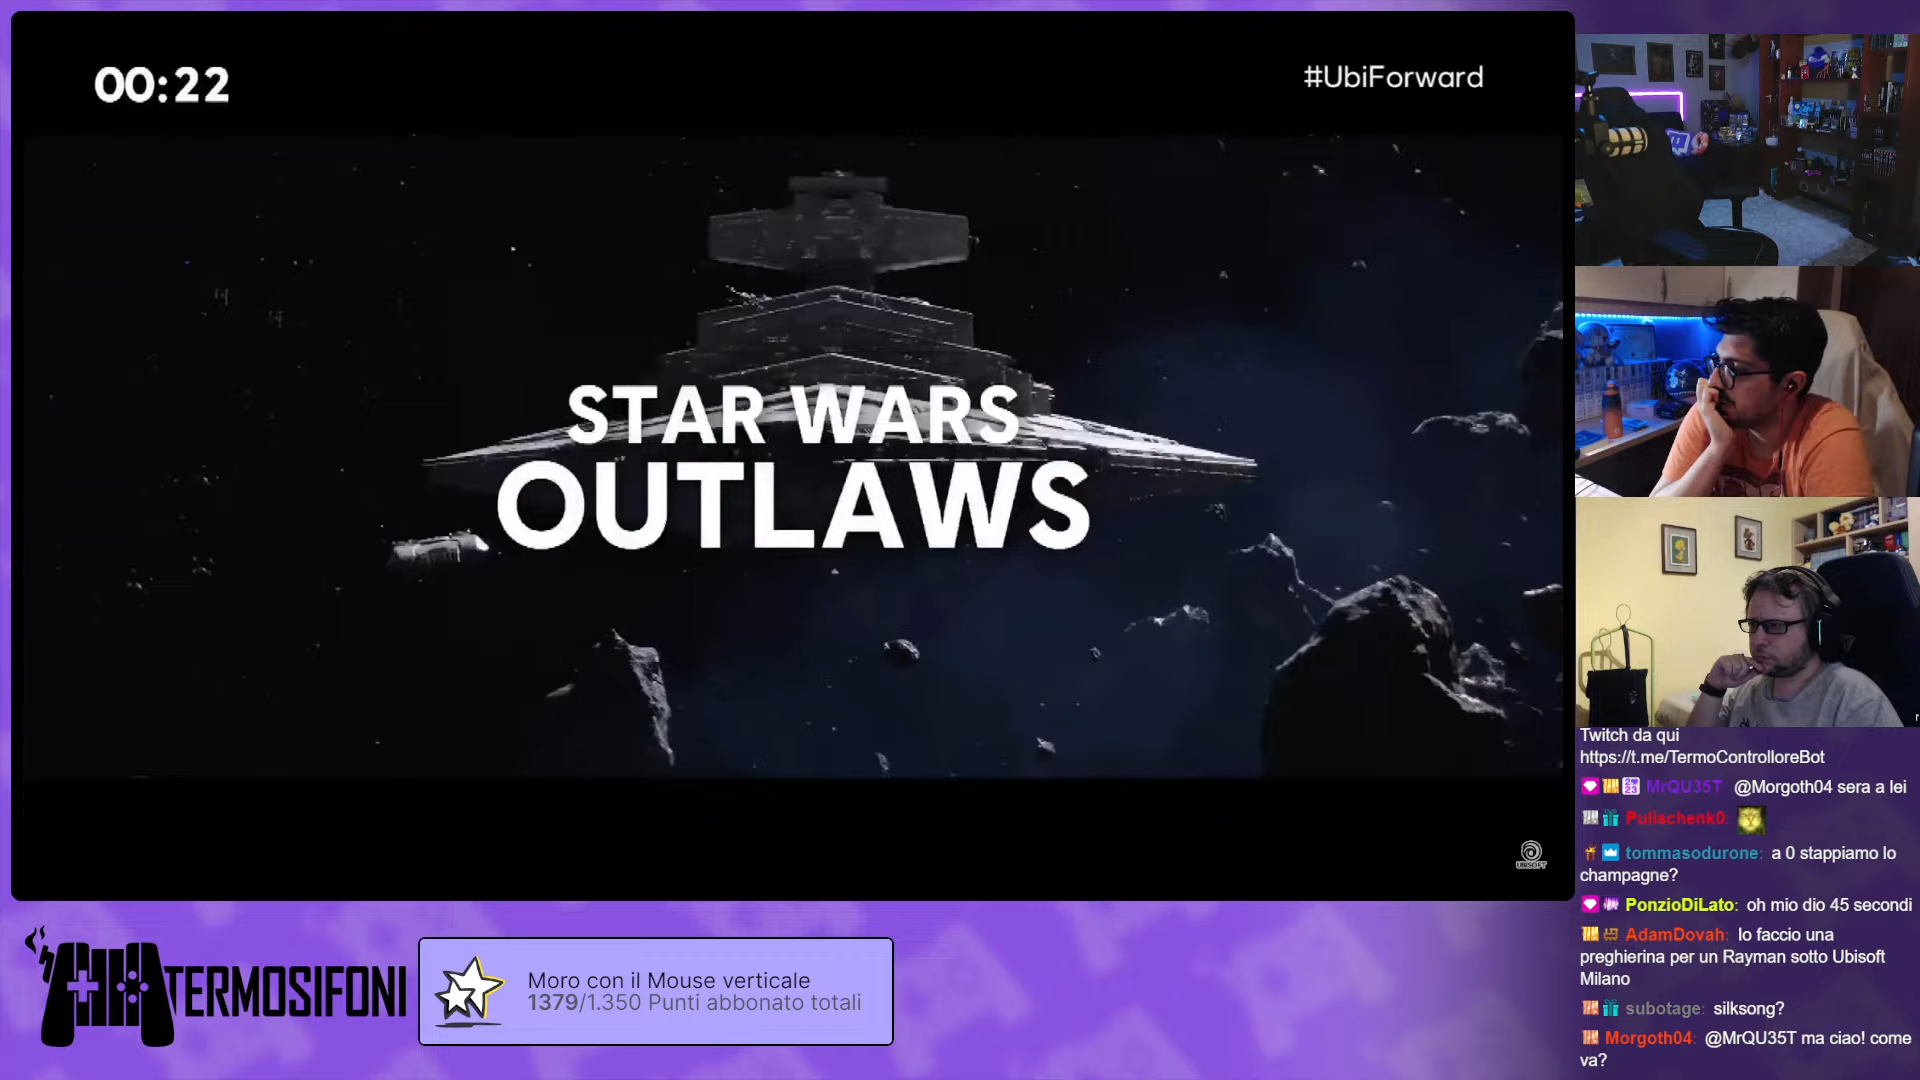 00:22
#UbiForward
STAR WARS
OUTLAWS
UBISOFT
TERMOSIFONI
Moro con il Mouse verticale
1379/1.350 Punti abbonato totali
Twitch da qui
https://t.me/TermoControlloreBot
MrQU35T @Morgoth04 sera a lei
Pulischenk0:
tommasodurone: a 0 stappiamo lo
champagne?
PonzioDiLato: oh mio dio 45 secondi
AdamDovah: Io faccio una
preghierina per un Rayman sotto Ubisoft
Milano
subotage: silksong?
Morgoth04: @MrQU35T ma ciao! come
va?